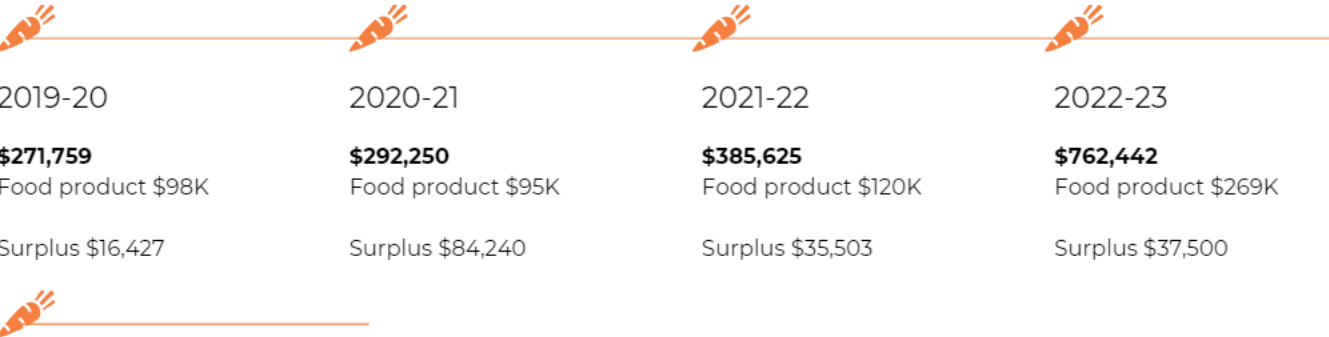 2019-20
$271,759
Food product $98K
Surplus $16,427
2020-21
$292,250
Food product $95K
Surplus $84,240
2021-22
$385,625
Food product $120K
Surplus $35,503
2022-23
$762,442
Food product $269K
Surplus $37,500